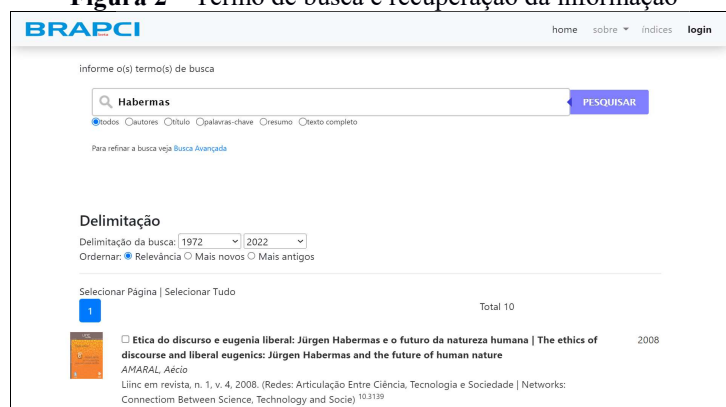 Figura 2 – Termo de busca e recuperação da informação
BRAPCI
home sobre índices login
informe o(s) termo(s) de busca
Habermas
PESQUISAR
todos autores título palavras-chave resumo texto completo
Para refinar a busca veja Busca Avançada
Delimitação
Delimitação da busca: 1972 2022
Ordernar: Relevância Mais novos Mais antigos
Selecionar Página | Selecionar Tudo
1
Total 10
Etica do discurso e eugenia liberal: Jürgen Habermas e o futuro da natureza humana | The ethics of 2008
discourse and liberal eugenics: Jürgen Habermas and the future of human nature
AMARAL, Aécio
Liinc em revista, n. 1, v. 4, 2008. (Redes: Articulação Entre Ciência, Tecnologia e Sociedade | Networks:
Connectiom Between Science, Technology and Socie) 10.3139